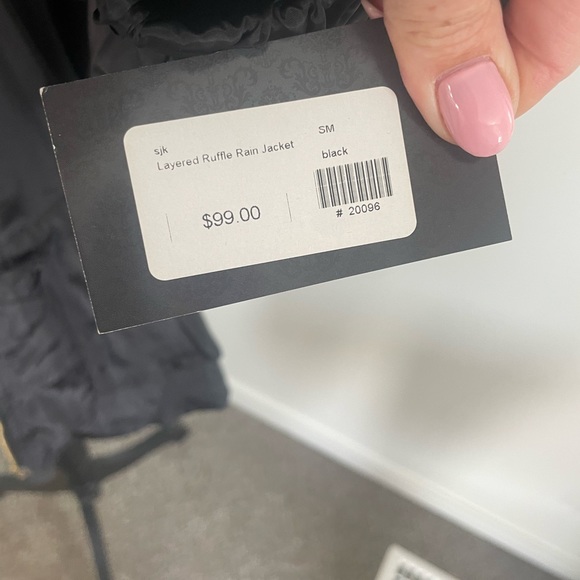 sjk
Layered Ruffle Rain Jacket
$99.00
SM
black
# 20096